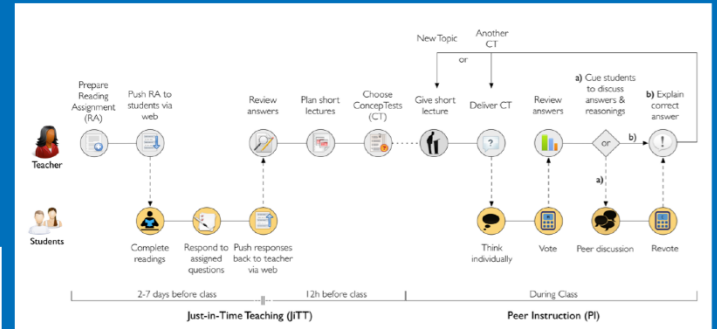 New Topic
Another
CT
or
Prepare
Reading
Assignment
(RA)
Push RA to
students via
web
Review
answers
Plan short
lectures
Choose
ConcepTests
(CT)
Give short
lecture
Deliver CT
Review
answers
a) Cue students
to discuss
answers &
reasonings
b) Explain
correct
answer
?
or
b)
!
Teacher
a)
Students
Complete
readings
Respond to
assigned
questions
Push responses
back to teacher
via web
Think
individually
Vote
Peer discussion
Revote
2-7 days before class
12h before class
During Class
Just-in-Time Teaching (JiTT)
Peer Instruction (PI)